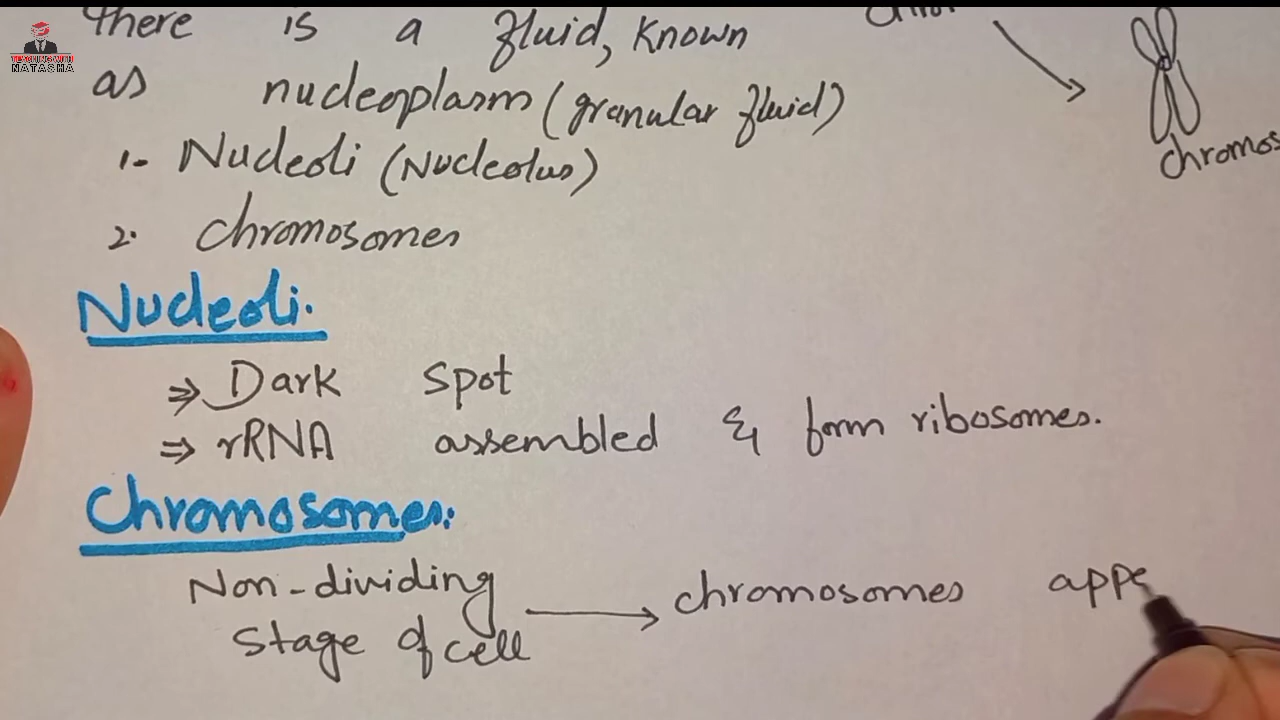 there is a fluid, known
as nucleoplasm (granular fluid)
1- Nucleoli (Nucleolus)
2. Chromosomes
Nucleoli.
⇒ Dark spot
⇒ rRNA assembled & form ribosomes.
Chromosomes:
Non-dividing stage of cell → chromosomes appe
chromos
NATASHA